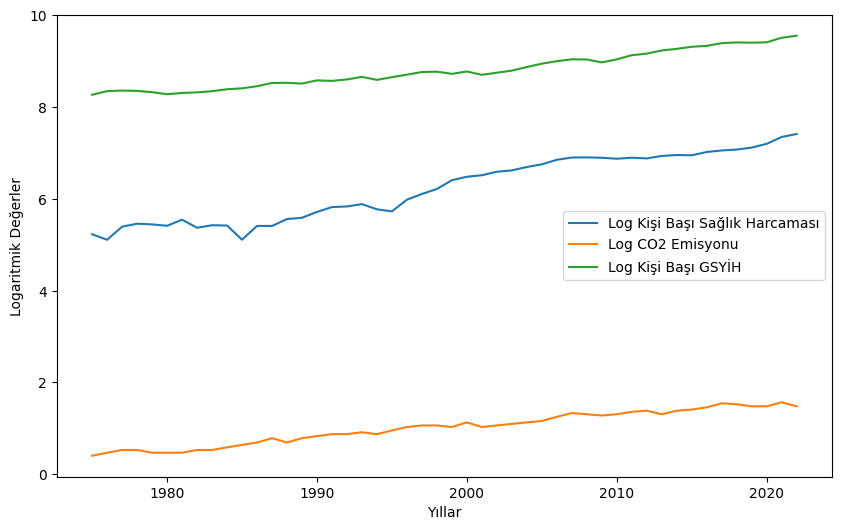 10
8
6
4
2
0
Logaritmik Değerler
Log Kişi Başı Sağlık Harcaması
Log CO2 Emisyonu
Log Kişi Başı GSYİH
1980
1990
2000
2010
2020
Yıllar